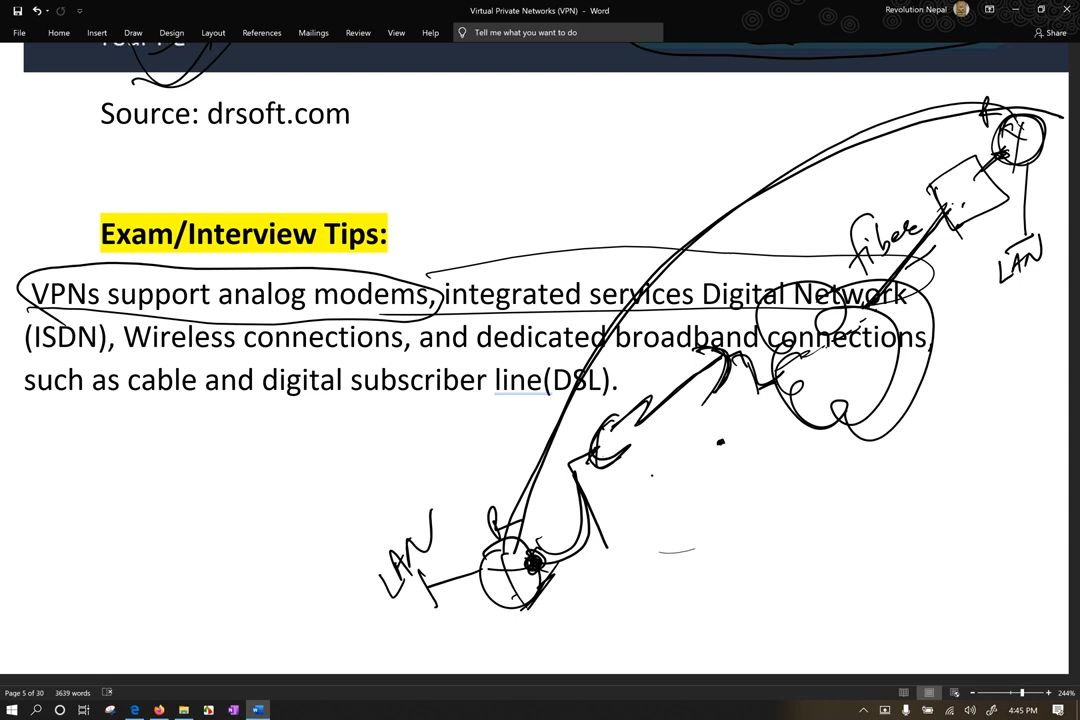 Virtual Private Networks (VPN) - Word
Revolution Nepal
File Home Insert Draw Design Layout References Mailings Review View Help Tell me what you want to do
Share
Source: drsoft.com
Exam/Interview Tips:
VPNs support analog modems, integrated services Digital Network
(ISDN), Wireless connections, and dedicated broadband connections,
such as cable and digital subscriber line(DSL).
R
fibere
LAN
R
LAN
Page 5 of 30 3639 words
244%
4:45 PM